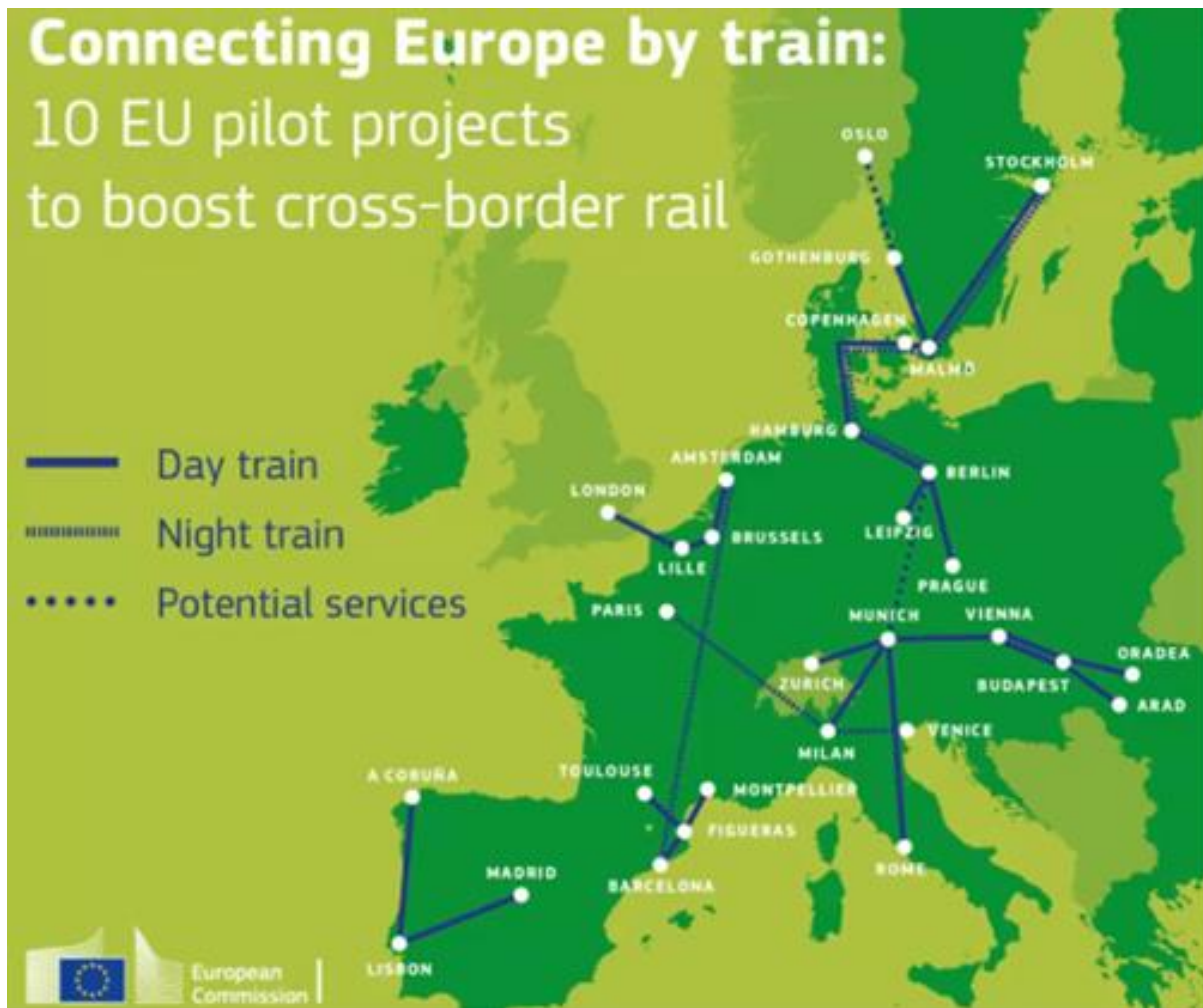 Connecting Europe by train:
10 EU pilot projects
to boost cross-border rail
OSLO
STOCKHOLM
GOTHENBURG
COPENHAGEN
MALMÖ
HAMBURG
AMSTERDAM
BERLIN
Day train
LONDON
LEIPZIG
BRUSSELS
Night train
LILLE
PRAGUE
Potential services
PARIS
MUNICH
VIENNA
ORADEA
ZURICH
BUDAPEST
ARAD
MILAN
VENICE
A CORUÑA
TOULOUSE
MONTPELLIER
FIGUERAS
MADRID
BARCELONA
ROME
LISBON
European
Commission